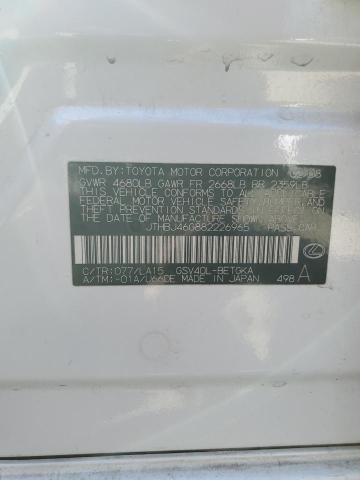 MFD. BY: TOYOTA MOTOR CORPORATION
GVWR 4680LB GAWR FR 2668LB RR 2359LB
THIS VEHICLE CONFORMS TO ALL APPLICABLE
FEDERAL MOTOR VEHICLE SAFETY, BUMPER, AND
THEFT PREVENTION STANDARDS IN EFFECT ON THE
DATE OF MANUFACTURE SHOWN ABOVE.
JTHBJ46G882226965 PASS.CAR
C/TR: 077/LA15 GSV40L-BETGKA
A/TM: -01A/U660E MADE IN JAPAN 498 A